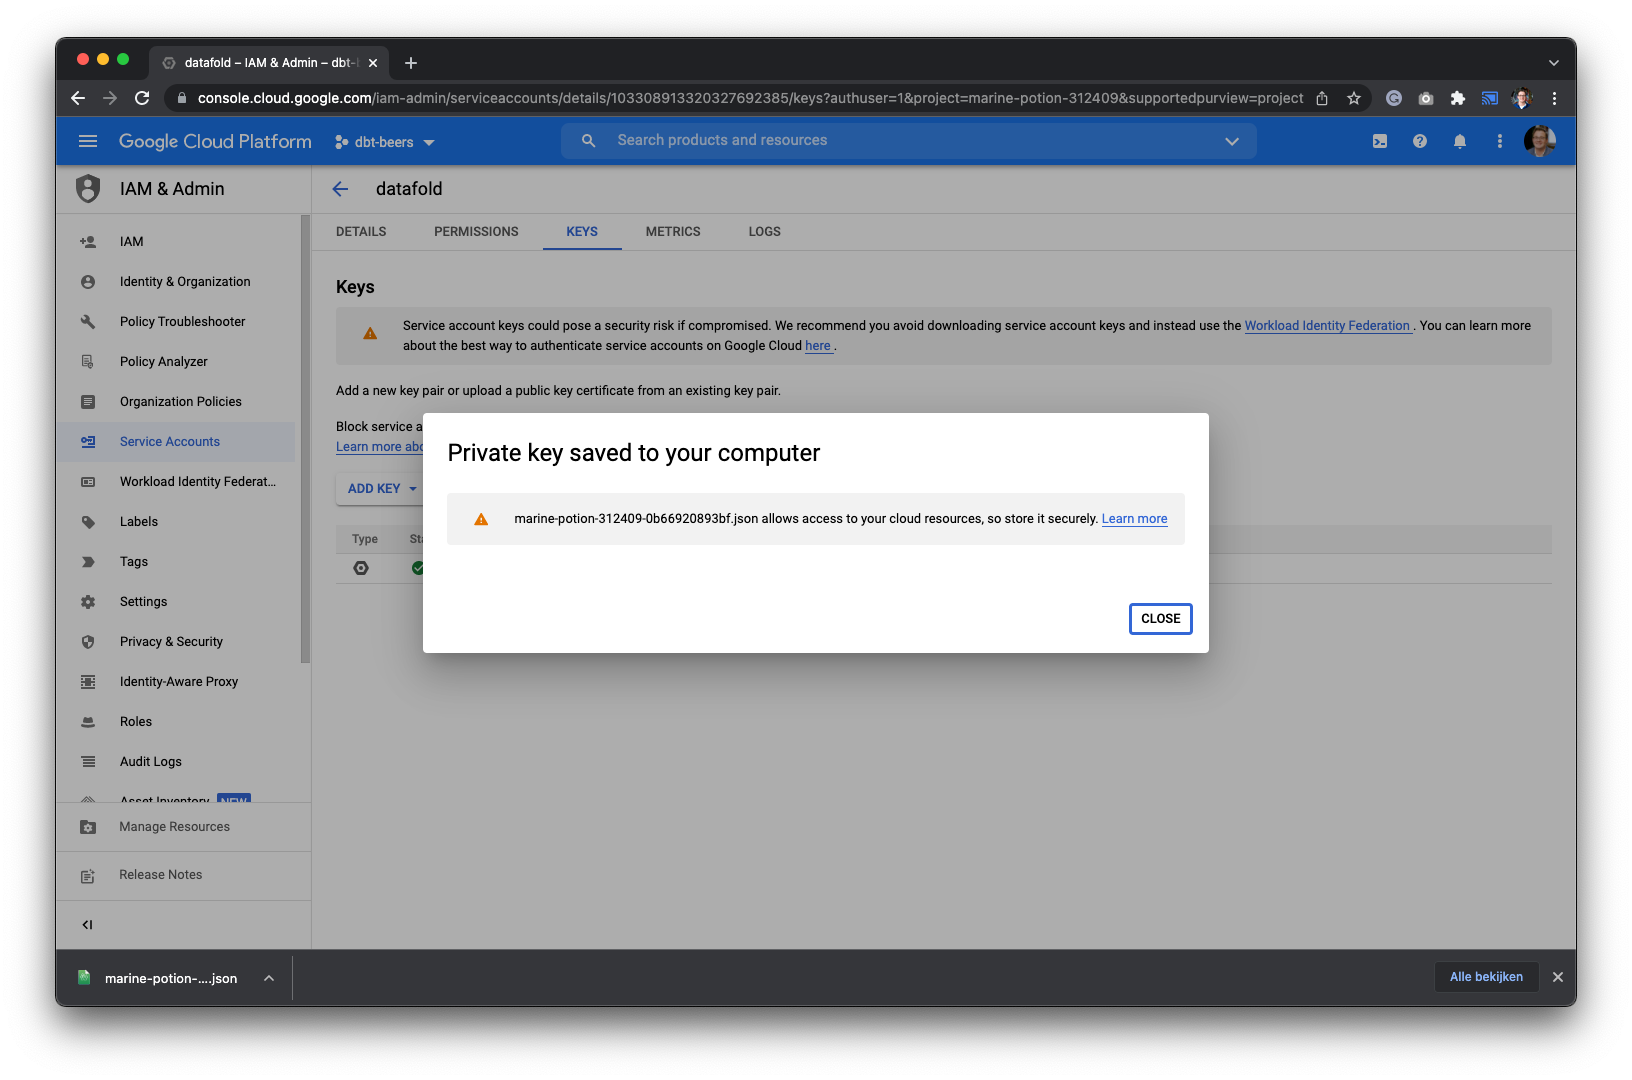 datafold – IAM & Admin – dbt-
console.cloud.google.com/iam-admin/serviceaccounts/details/103308913320327692385/keys?authuser=1&project=marine-potion-312409&supportedpurview=project
Google Cloud Platform
dbt-beers
Search products and resources
IAM & Admin
datafold
DETAILS
PERMISSIONS
KEYS
METRICS
LOGS
IAM
Identity & Organization
Policy Troubleshooter
Policy Analyzer
Organization Policies
Service Accounts
Workload Identity Federat...
Labels
Tags
Settings
Privacy & Security
Identity-Aware Proxy
Roles
Audit Logs
Asset Inventory NEW
Manage Resources
Release Notes
Keys
Service account keys could pose a security risk if compromised. We recommend you avoid downloading service account keys and instead use the Workload Identity Federation . You can learn more
about the best way to authenticate service accounts on Google Cloud here .
Add a new key pair or upload a public key certificate from an existing key pair.
Block service a
Learn more abo
ADD KEY
Type
Sta
Private key saved to your computer
marine-potion-312409-0b66920893bf.json allows access to your cloud resources, so store it securely. Learn more
CLOSE
marine-potion-....json
Alle bekijken